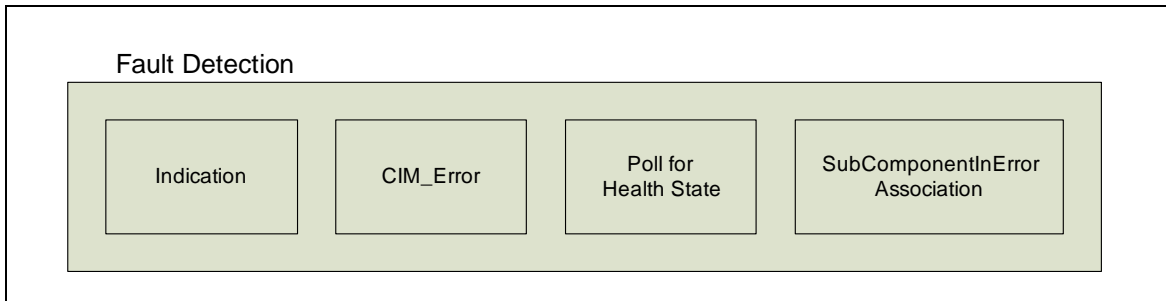 Fault Detection
Indication
CIM_Error
Poll for
Health State
SubComponentInError
Association